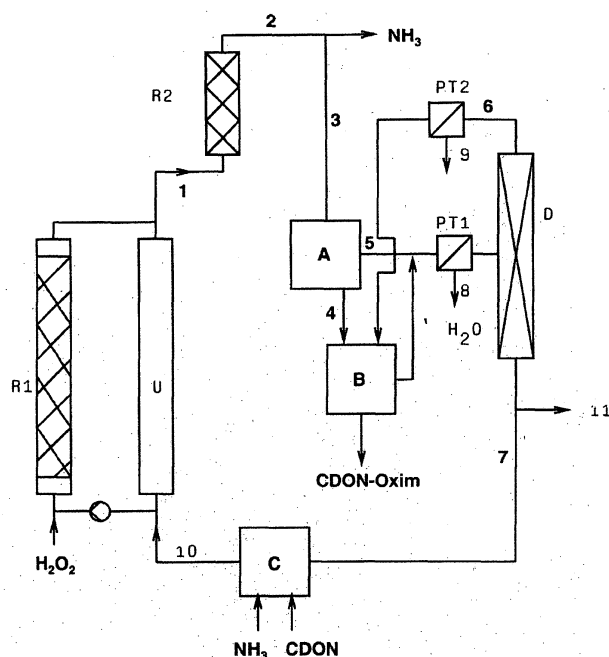 2
NH₃
PT2
6
R2
3
9
1
D
PT1
A
5
8
H₂O
4
R1
U
B
11
7
CDON-Oxim
10
C
H₂O₂
NH₃ CDON